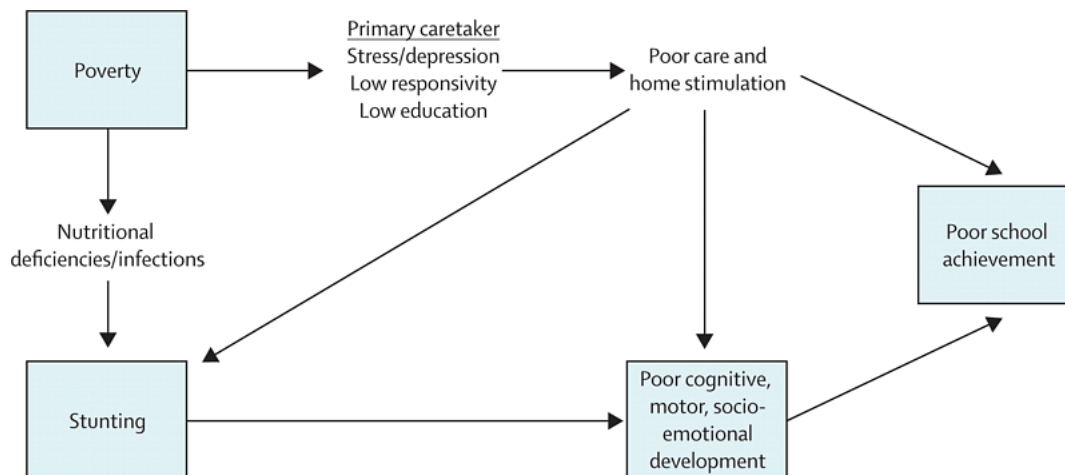 Poverty
Primary caretaker
Stress/depression
Low responsivity
Low education
Poor care and
home stimulation
Nutritional
deficiencies/infections
Poor school
achievement
Stunting
Poor cognitive,
motor, socio-
emotional
development